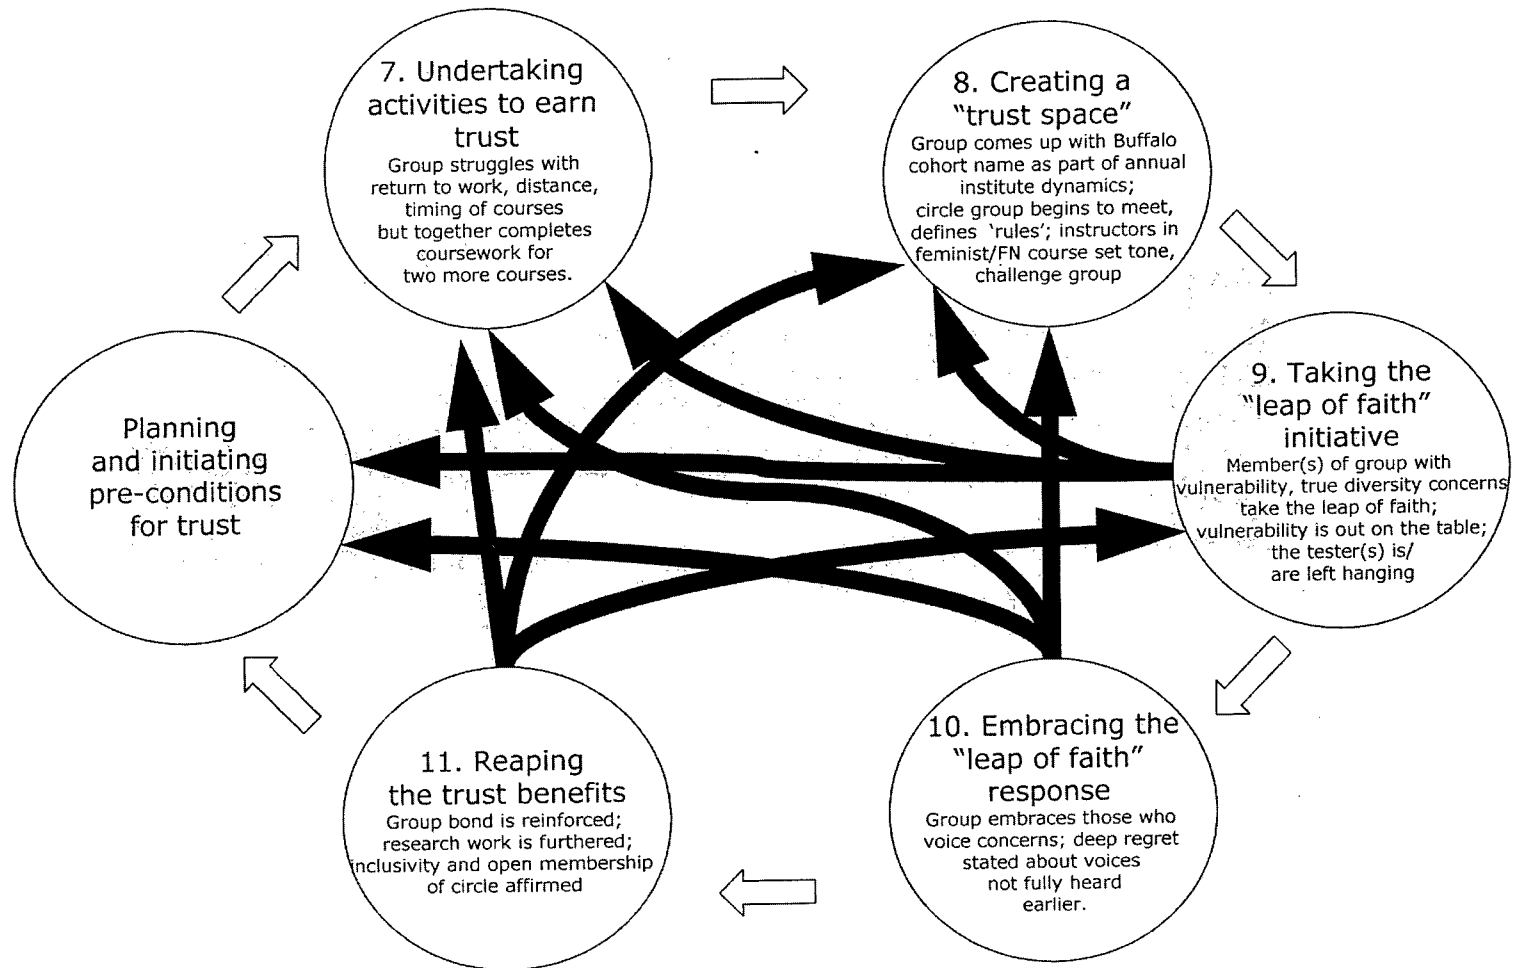 7. Undertaking
activities to earn
trust
Group struggles with
return to work, distance,
timing of courses
but together completes
coursework for
two more courses.
8. Creating a
“trust space”
Group comes up with Buffalo
cohort name as part of annual
institute dynamics;
circle group begins to meet,
defines ‘rules’; instructors in
feminist/FN course set tone,
challenge group
9. Taking the
“leap of faith”
initiative
Member(s) of group with
vulnerability, true diversity concerns
take the leap of faith;
vulnerability is out on the table;
the tester(s) is/
are left hanging
Planning
and initiating
pre-conditions
for trust
10. Embracing the
“leap of faith”
response
Group embraces those who
voice concerns; deep regret
stated about voices
not fully heard
earlier.
11. Reaping
the trust benefits
Group bond is reinforced;
research work is furthered;
inclusivity and open membership
of circle affirmed